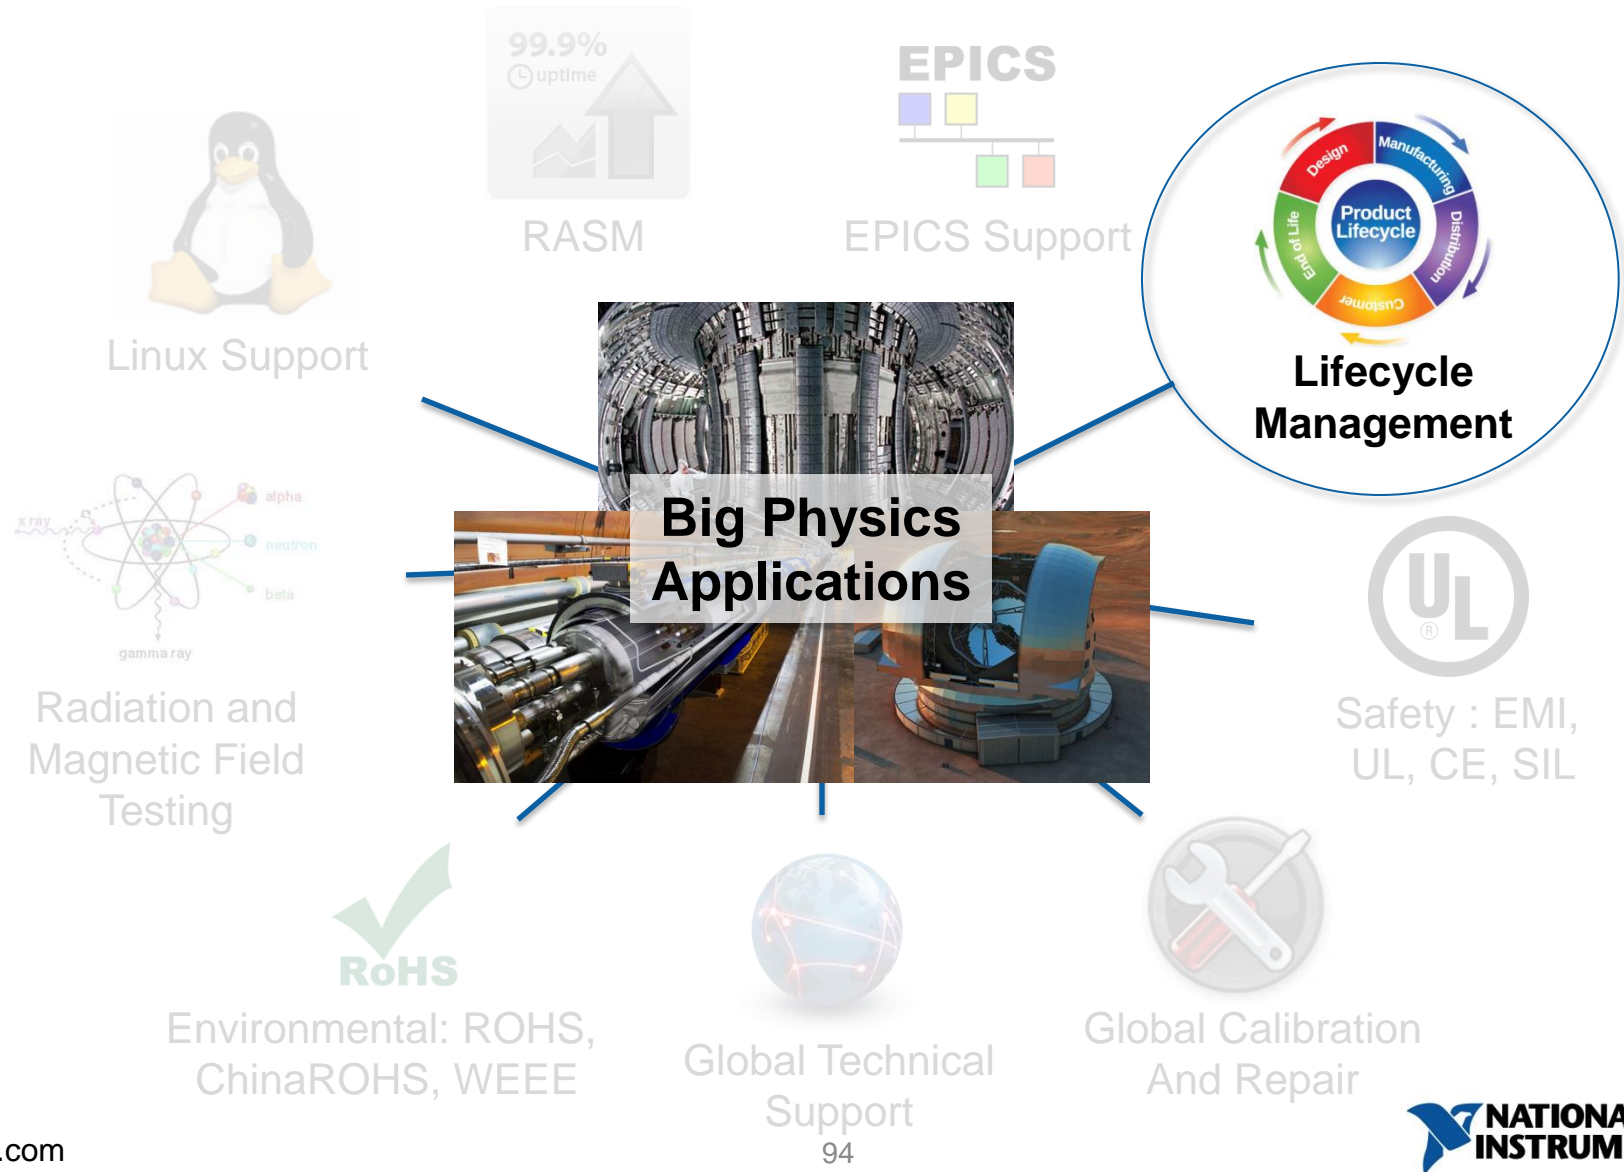 99.9%
uptime
RASM
EPICS
EPICS Support
Linux Support
Design
Manufacturing
Distribution
Customer
End of Life
Product
Lifecycle
Lifecycle
Management
x ray
alpha
neutron
beta
gamma ray
Radiation and
Magnetic Field
Testing
Big Physics
Applications
UL
®
Safety : EMI,
UL, CE, SIL
RoHS
Environmental: ROHS,
ChinaROHS, WEEE
Global Technical
Support
Global Calibration
And Repair
.com
94
NATIONA
INSTRUM